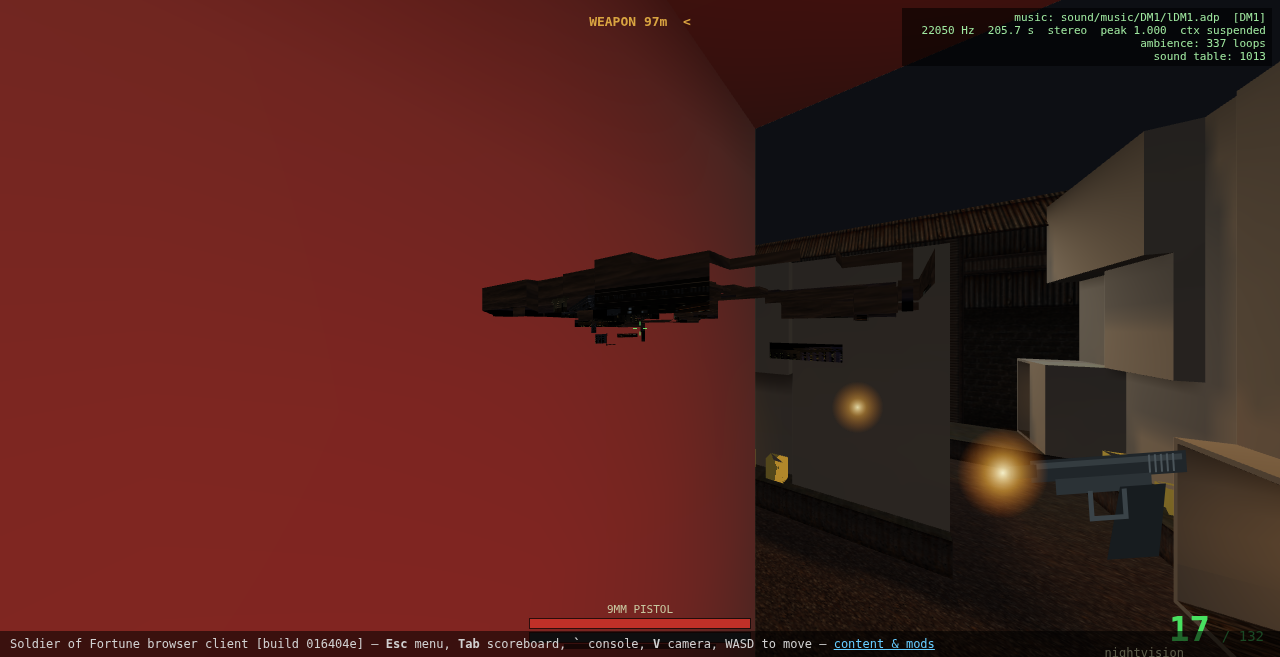 WEAPON 97m <
music: sound/music/DM1/lDM1.adp [DM1]
22050 Hz 205.7 s stereo peak 1.000 ctx suspended
ambience: 337 loops
sound table: 1013
9MM PISTOL
17 / 132
Soldier of Fortune browser client [build 016404e] — Esc menu, Tab scoreboard, ` console, V camera, WASD to move — content & mods
nightvision